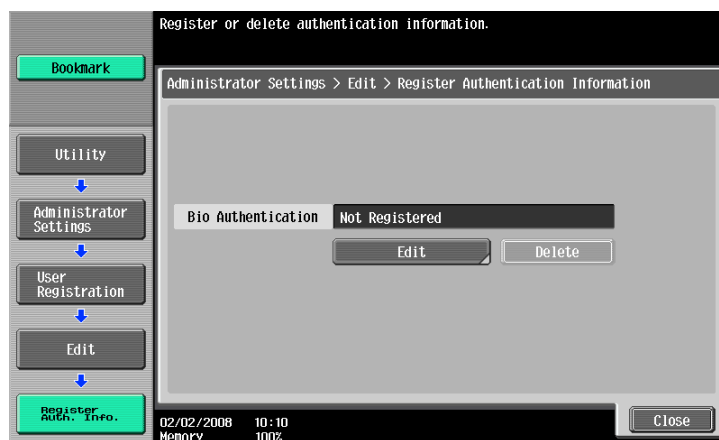 Register or delete authentication information.
Bookmark
Administrator Settings > Edit > Register Authentication Information
Utility
Administrator
Settings
User
Registration
Edit
Register
Auth. Info.
Bio Authentication
Not Registered
Edit
Delete
02/02/2008 10:10
Memory 100%
Close